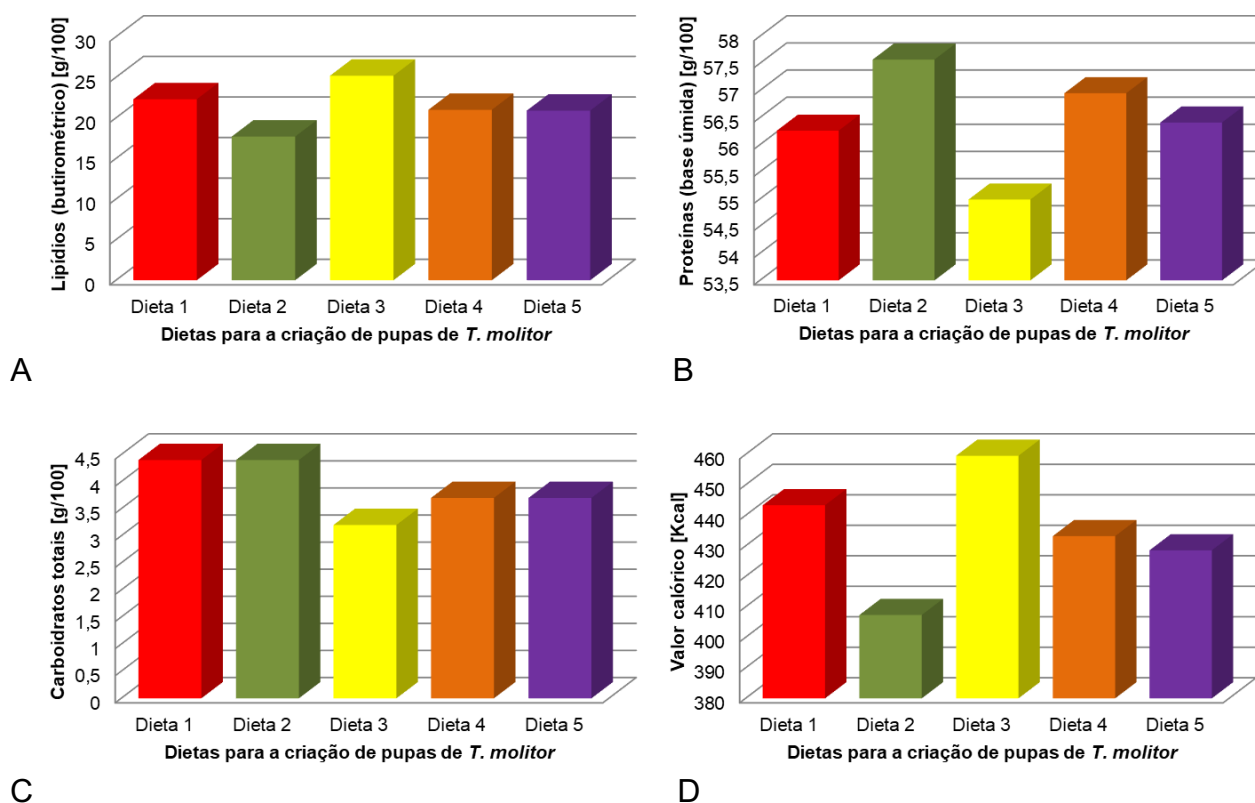 Lipídios (butirométrico) [g/100]
30
25
20
15
10
5
0
Dieta 1 Dieta 2 Dieta 3 Dieta 4 Dieta 5
Dietas para a criação de pupas de T. molitor
A
Proteínas (base úmida) [g/100]
58
57,5
57
56,5
56
55,5
55
54,5
54
53,5
Dieta 1 Dieta 2 Dieta 3 Dieta 4 Dieta 5
Dietas para a criação de pupas de T. molitor
B
Carboidratos totais [g/100]
4,5
4
3,5
3
2,5
2
1,5
1
0,5
0
Dieta 1 Dieta 2 Dieta 3 Dieta 4 Dieta 5
Dietas para a criação de pupas de T. molitor
C
Valor calórico [Kcal]
460
450
440
430
420
410
400
390
380
Dieta 1 Dieta 2 Dieta 3 Dieta 4 Dieta 5
Dietas para a criação de pupas de T. molitor
D